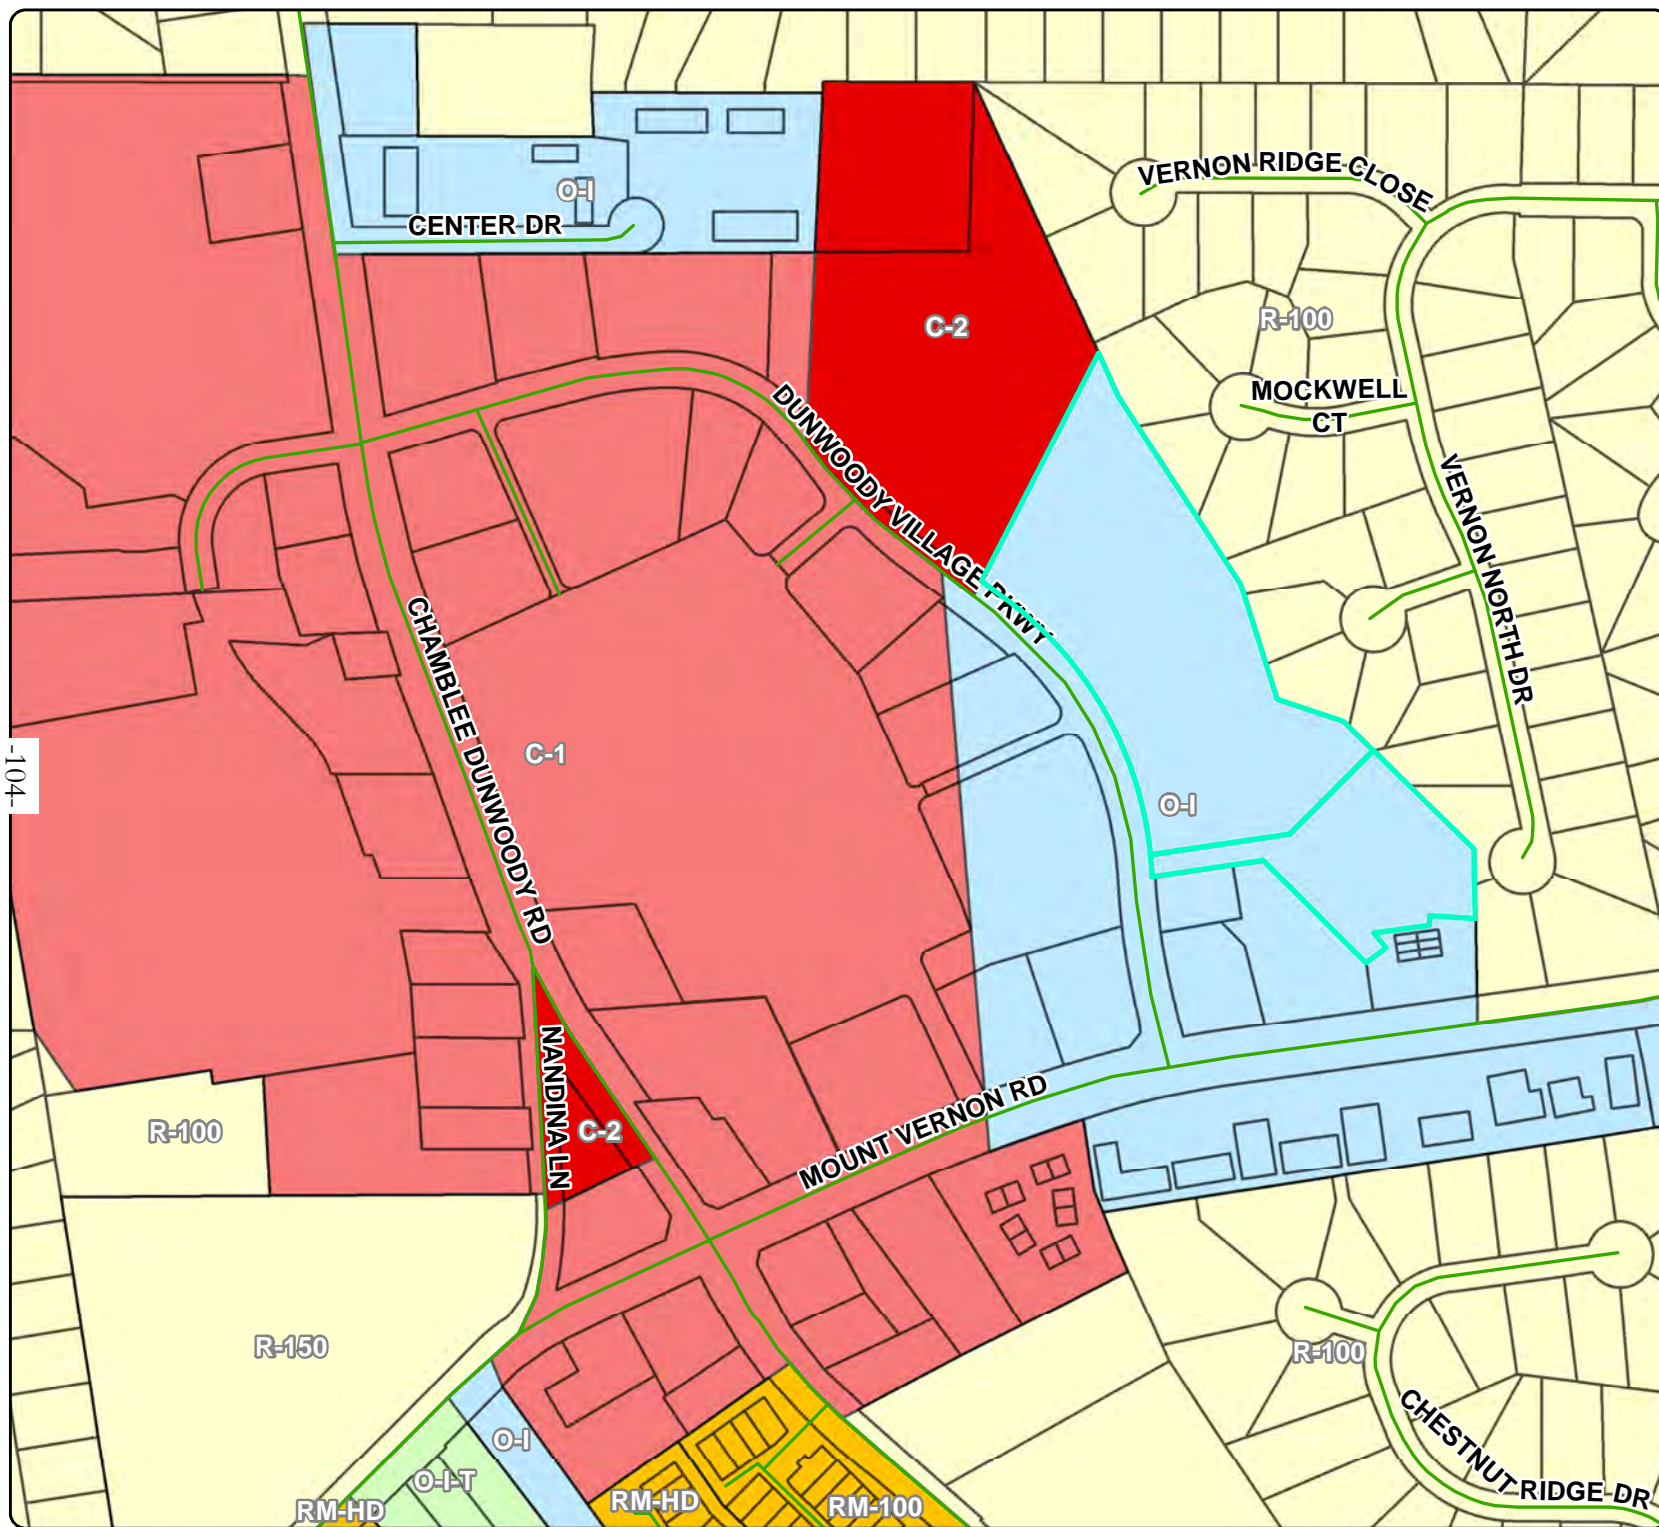 VERNON RIDGE CLOSE
O-I
CENTER DR
C-2
R-100
MOCKWELL
CT
DUNWOODY VILLAGE PKWY
VERNON NORTH DR
CHAMBLEE DUNWOODY RD
C-1
-104-
O-I
NANDINA LN
C-2
R-100
MOUNT VERNON RD
R-150
R-100
CHESTNUT RIDGE DR
O-I
O-I-T
RM-HD
RM-HD
RM-100